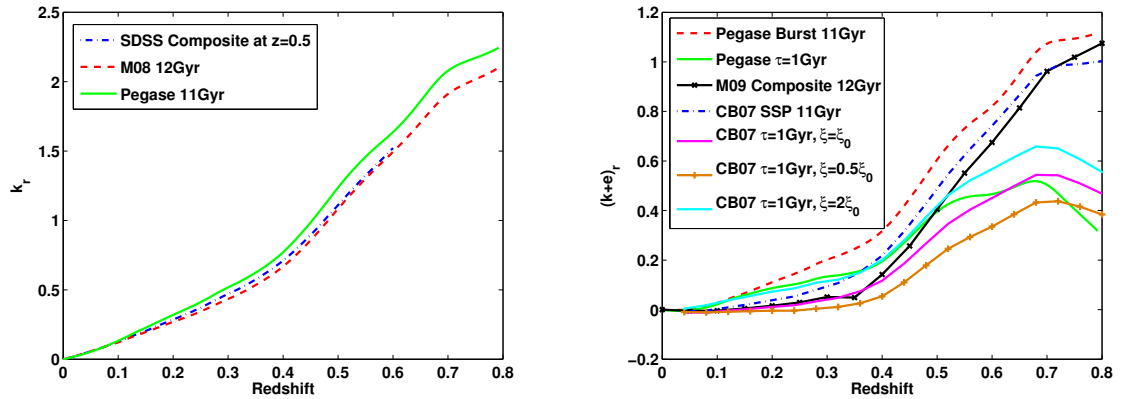 2.5
2
1.5
1
0.5
0
k_r
SDSS Composite at z=0.5
M08 12Gyr
Pegase 11Gyr
0 0.1 0.2 0.3 0.4 0.5 0.6 0.7 0.8
Redshift
1.2
1
0.8
0.6
0.4
0.2
0
−0.2
(k+e)_r
Pegase Burst 11Gyr
Pegase τ=1Gyr
M09 Composite 12Gyr
CB07 SSP 11Gyr
CB07 τ=1Gyr, ξ=ξ_0
CB07 τ=1Gyr, ξ=0.5ξ_0
CB07 τ=1Gyr, ξ=2ξ_0
0 0.1 0.2 0.3 0.4 0.5 0.6 0.7 0.8
Redshift